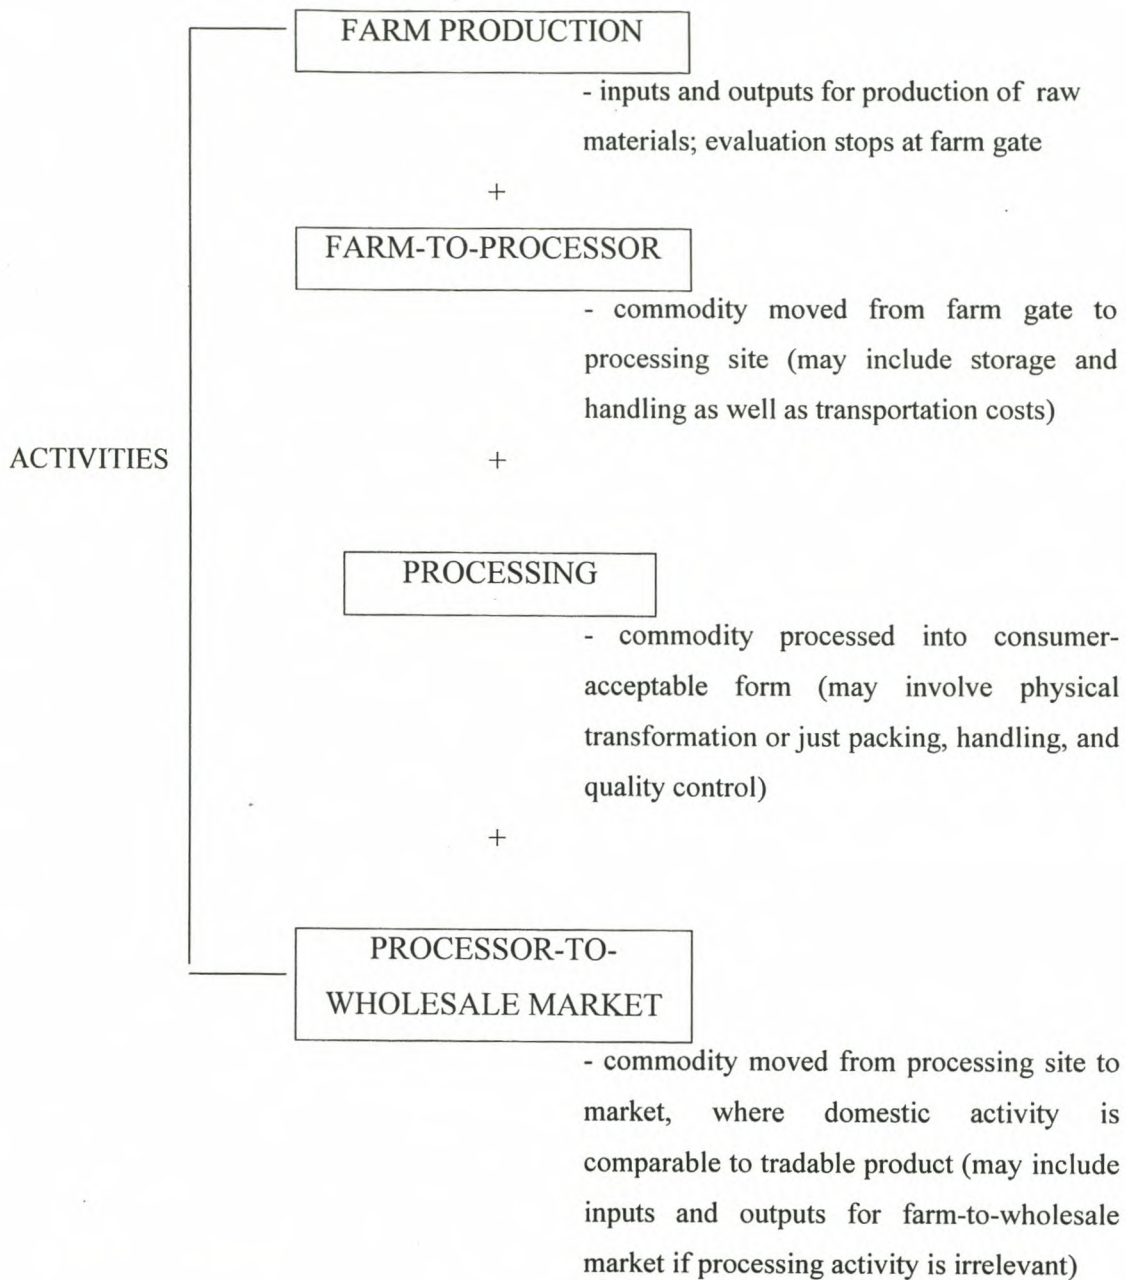 FARM PRODUCTION
- inputs and outputs for production of raw
materials; evaluation stops at farm gate
+
FARM-TO-PROCESSOR
- commodity moved from farm gate to
processing site (may include storage and
handling as well as transportation costs)
ACTIVITIES
+
PROCESSING
- commodity processed into consumer-
acceptable form (may involve physical
transformation or just packing, handling, and
quality control)
+
PROCESSOR-TO-
WHOLESALE MARKET
- commodity moved from processing site to
market, where domestic activity is
comparable to tradable product (may include
inputs and outputs for farm-to-wholesale
market if processing activity is irrelevant)